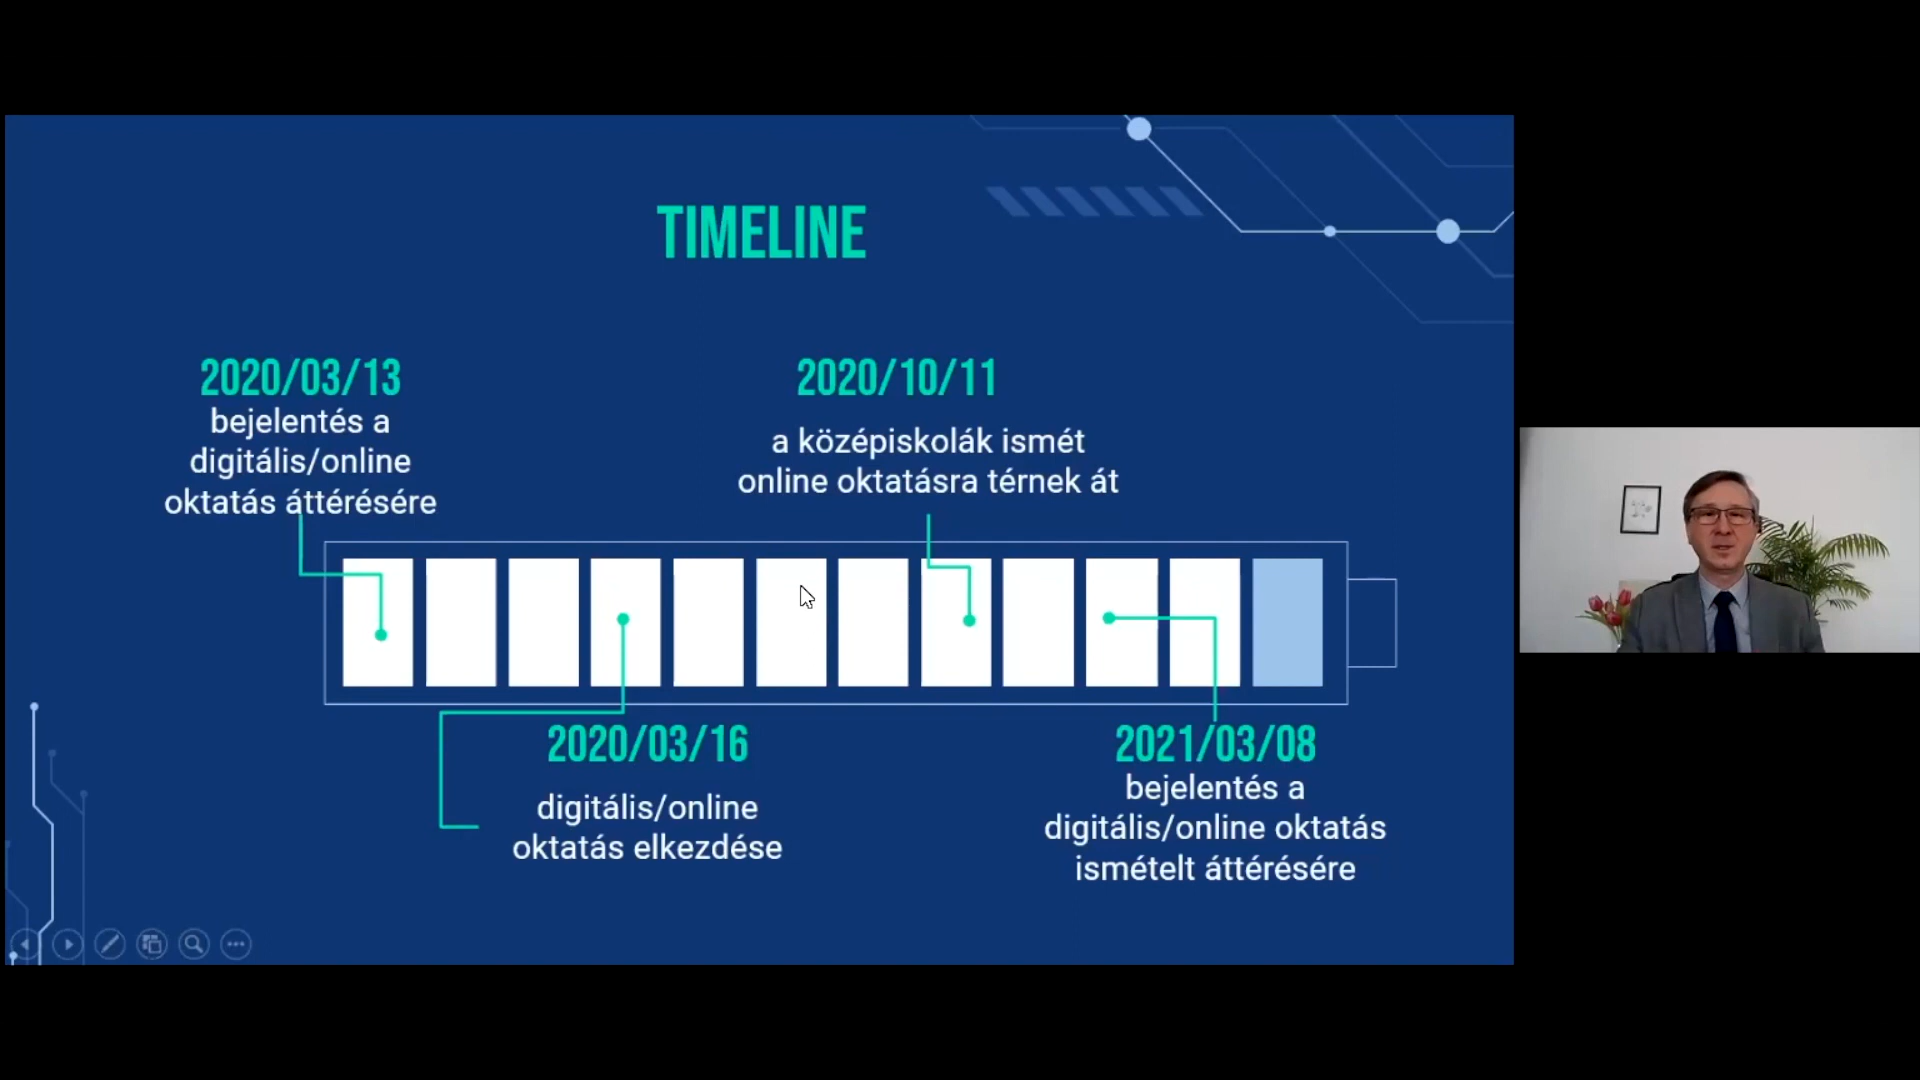 TIMELINE
2020/03/13
bejelentés a
digitális/online
oktatás áttérésére
2020/10/11
a középiskolák ismét
online oktatásra térnek át
2020/03/16
digitális/online
oktatás elkezdése
2021/03/08
bejelentés a
digitális/online oktatás
ismételt áttérésére